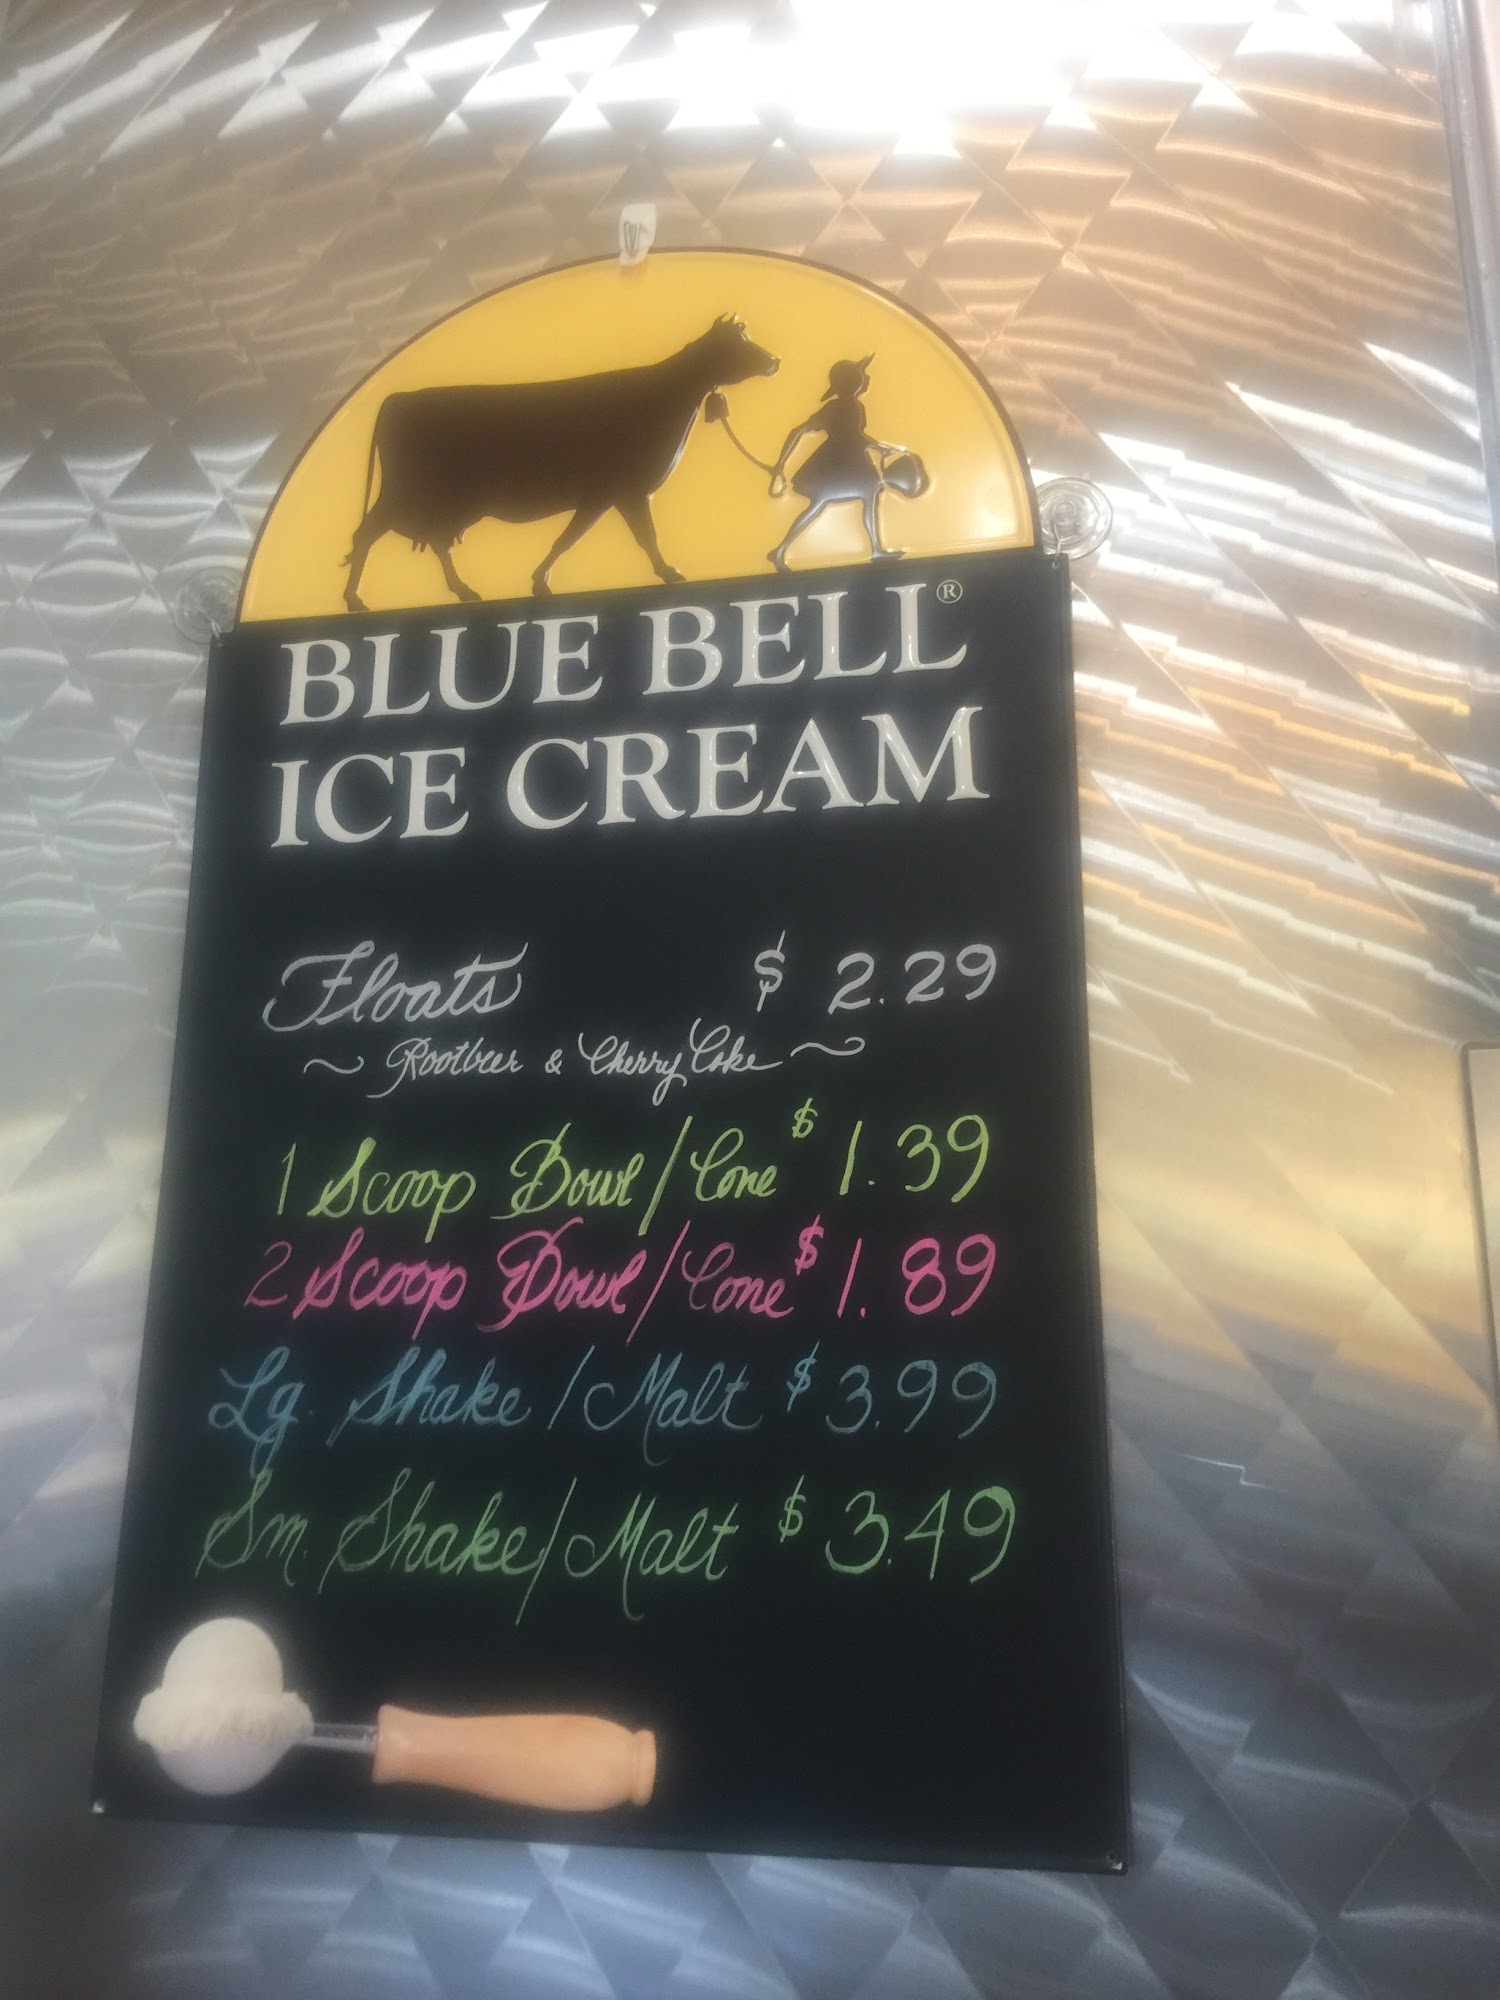 BLUE BELL®
ICE CREAM
Floats $ 2.29
~ Rootbeer & Cherry Coke ~
1 Scoop Bowl/Cone $1.39
2 Scoop Bowl/Cone $1.89
Lg. Shake/Malt $3.99
Sm. Shake/Malt $3.49